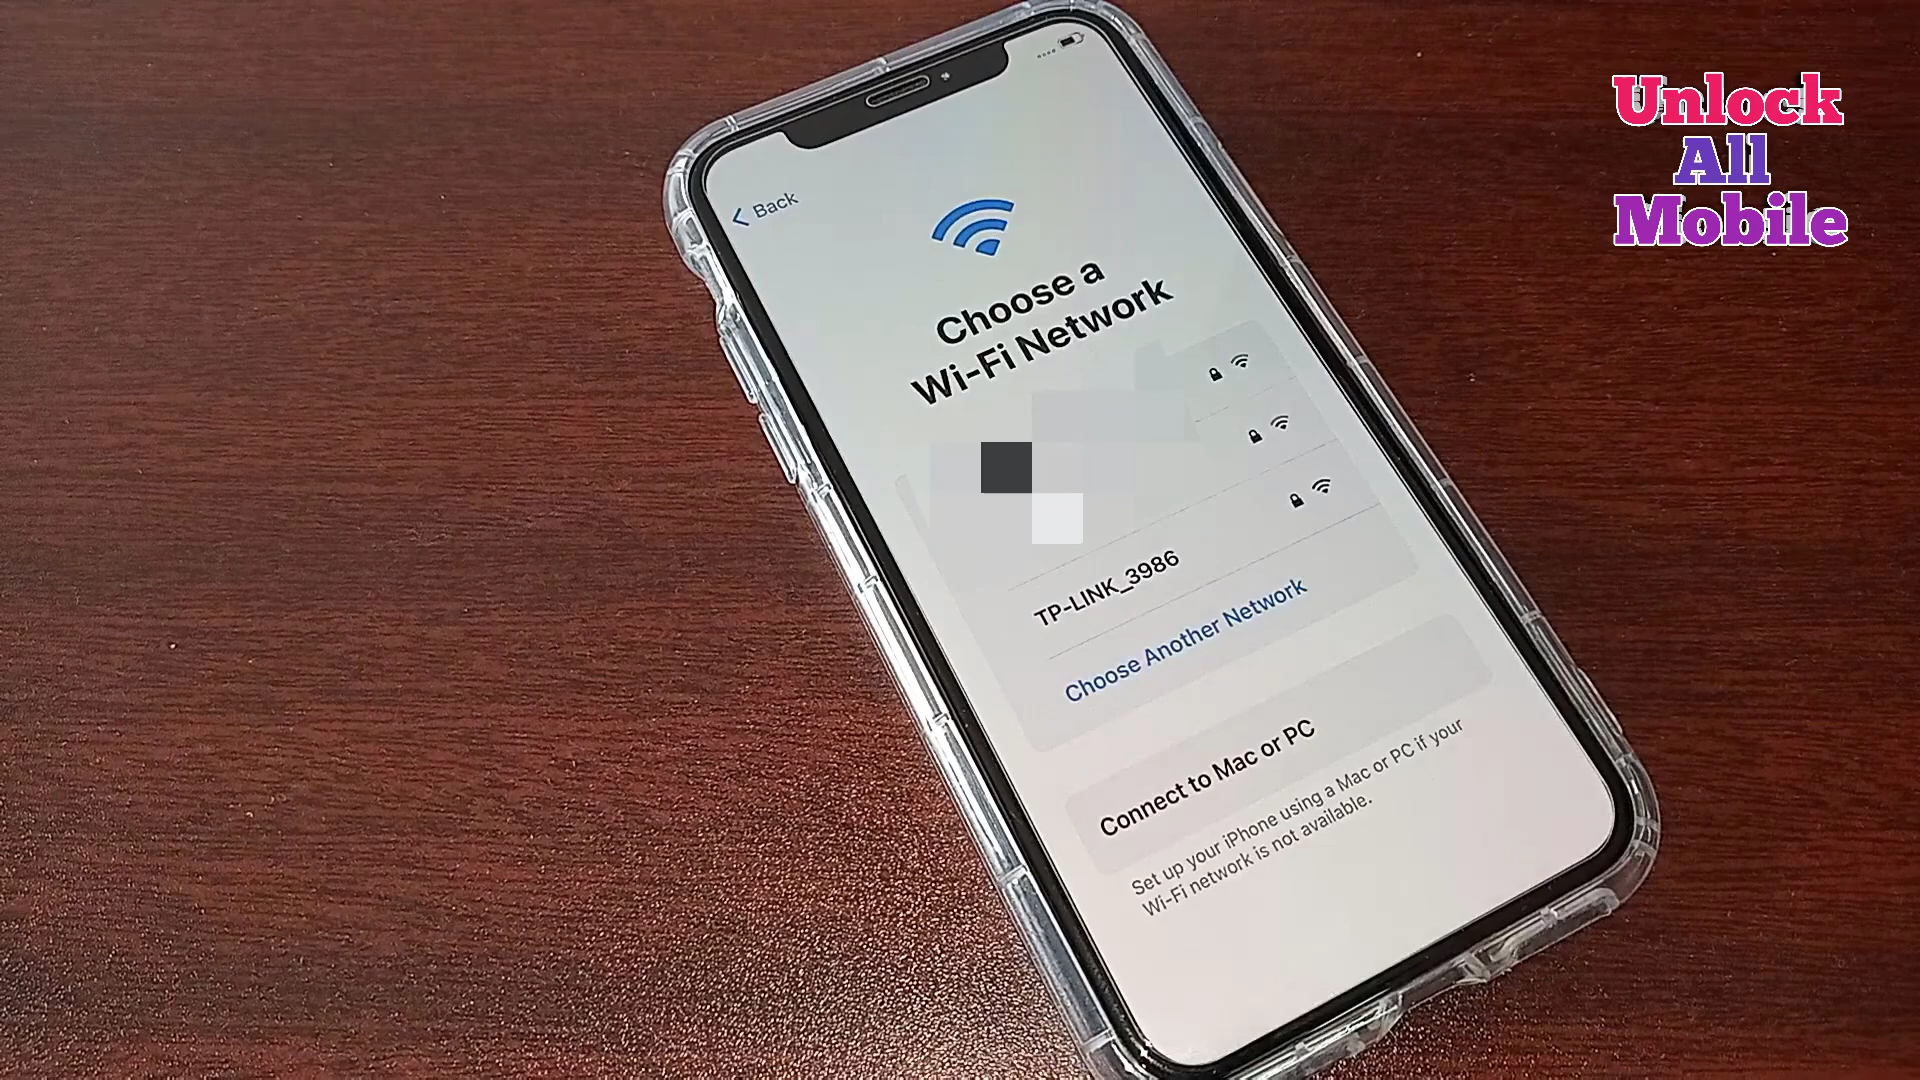 Unlock
All
Mobile
Back
Choose a
Wi-Fi Network
TP-LINK_3986
Choose Another Network
Connect to Mac or PC
Set up your iPhone using a Mac or PC if your
Wi-Fi network is not available.